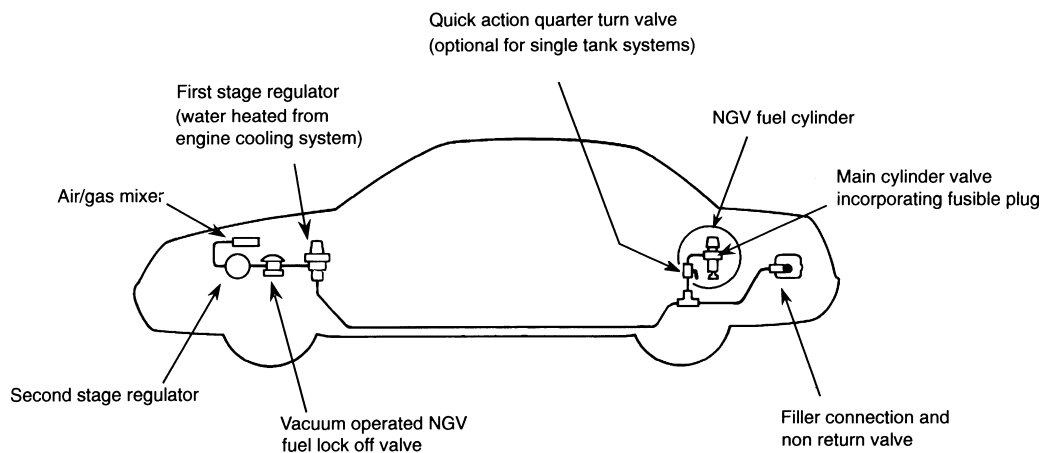 Quick action quarter turn valve
(optional for single tank systems)
First stage regulator
(water heated from
engine cooling system)
NGV fuel cylinder
Main cylinder valve
incorporating fusible plug
Air/gas mixer
Second stage regulator
Vacuum operated NGV
fuel lock off valve
Filler connection and
non return valve